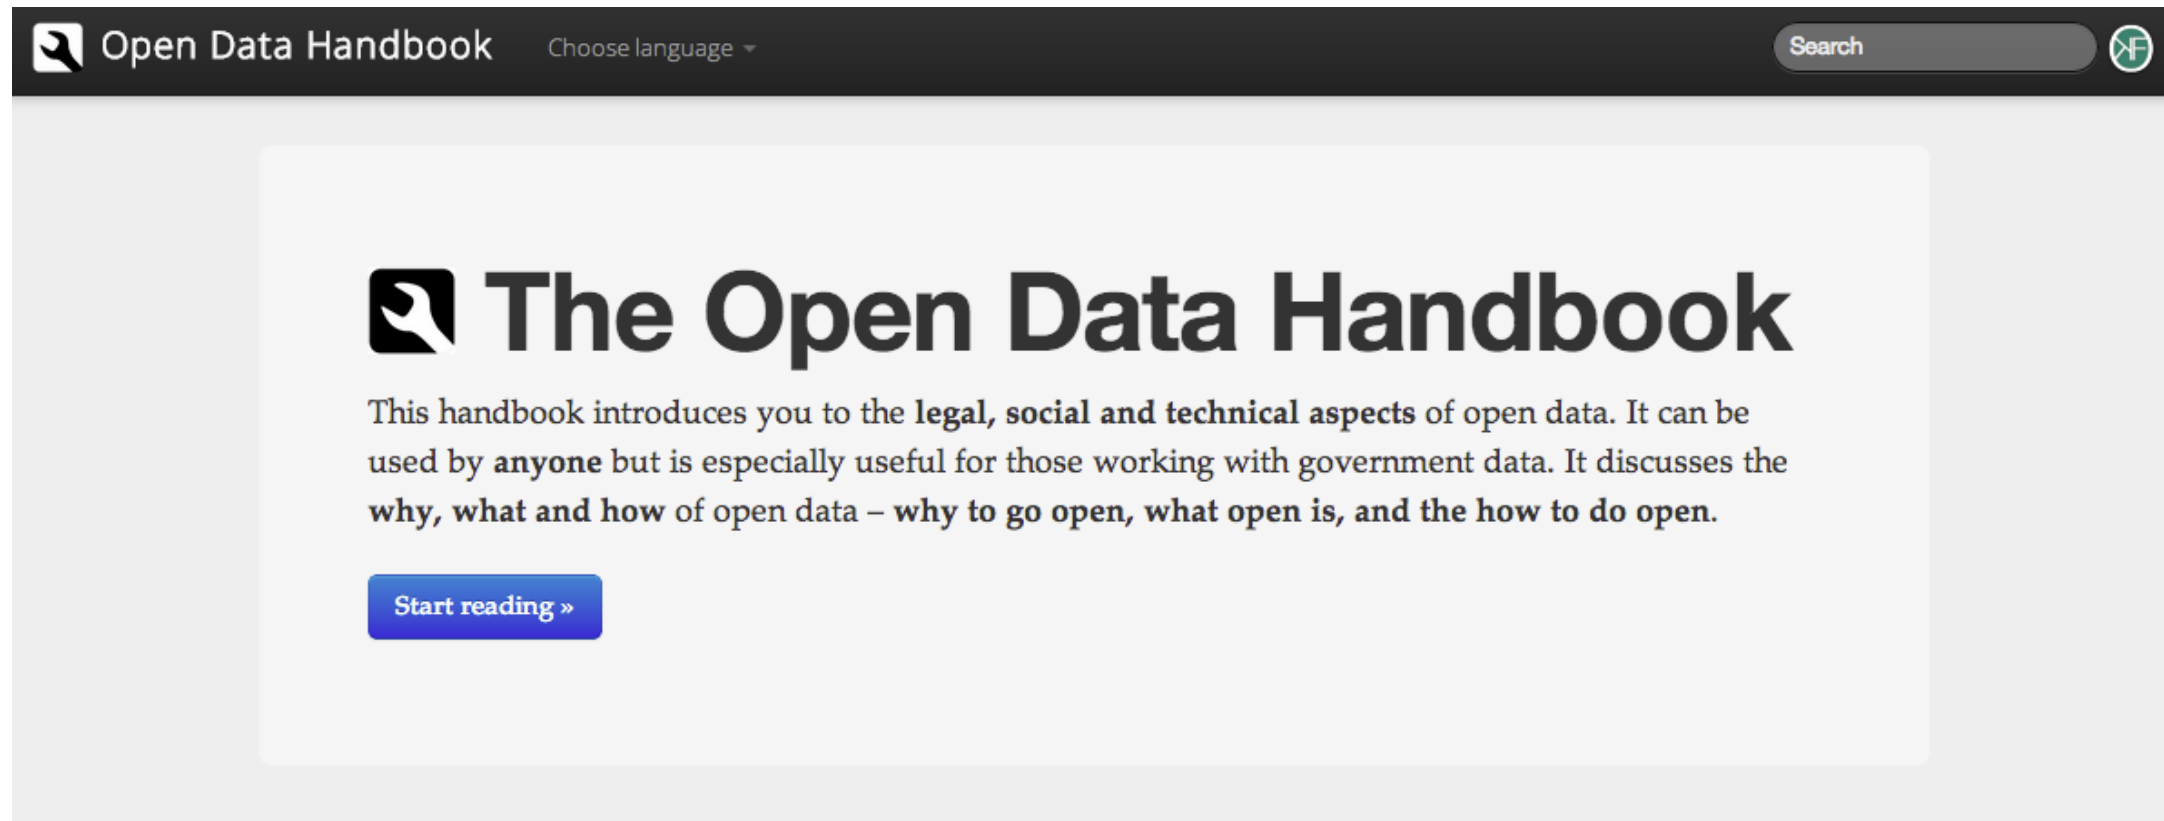 Open Data Handbook Choose language Search
The Open Data Handbook
This handbook introduces you to the legal, social and technical aspects of open data. It can be
used by anyone but is especially useful for those working with government data. It discusses the
why, what and how of open data – why to go open, what open is, and the how to do open.
Start reading »